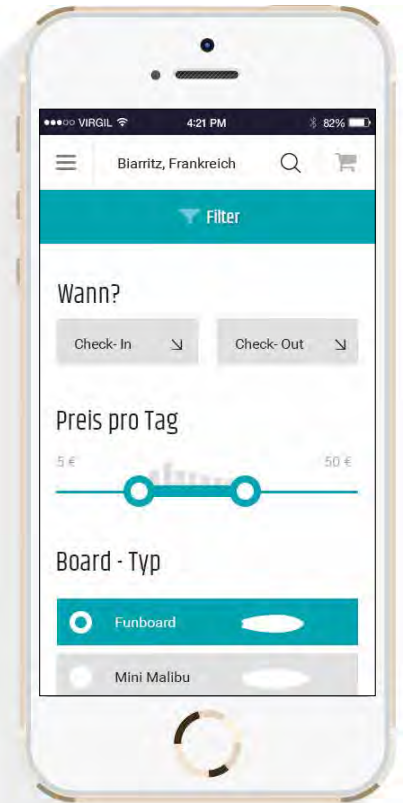 VIRGIL 4:21 PM 82%
Biarritz, Frankreich
Filter
Wann?
Check- In Check- Out
Preis pro Tag
5 € 50 €
Board - Typ
Funboard
Mini Malibu